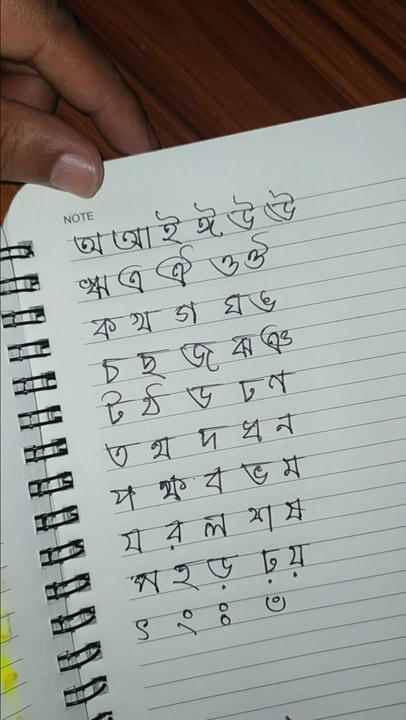 NOTE
অ আ ই ঈ উ ঊ
ঋ এ ঐ ও ঔ
ক খ গ ঘ ঙ
চ ছ জ ঝ ঞ
ট ঠ ড ঢ ণ
ত থ দ ধ ন
প ফ ব ভ ম
য র ল শ ষ
স হ ড় ঢ় য়
ৎ ং ঃ ঁ